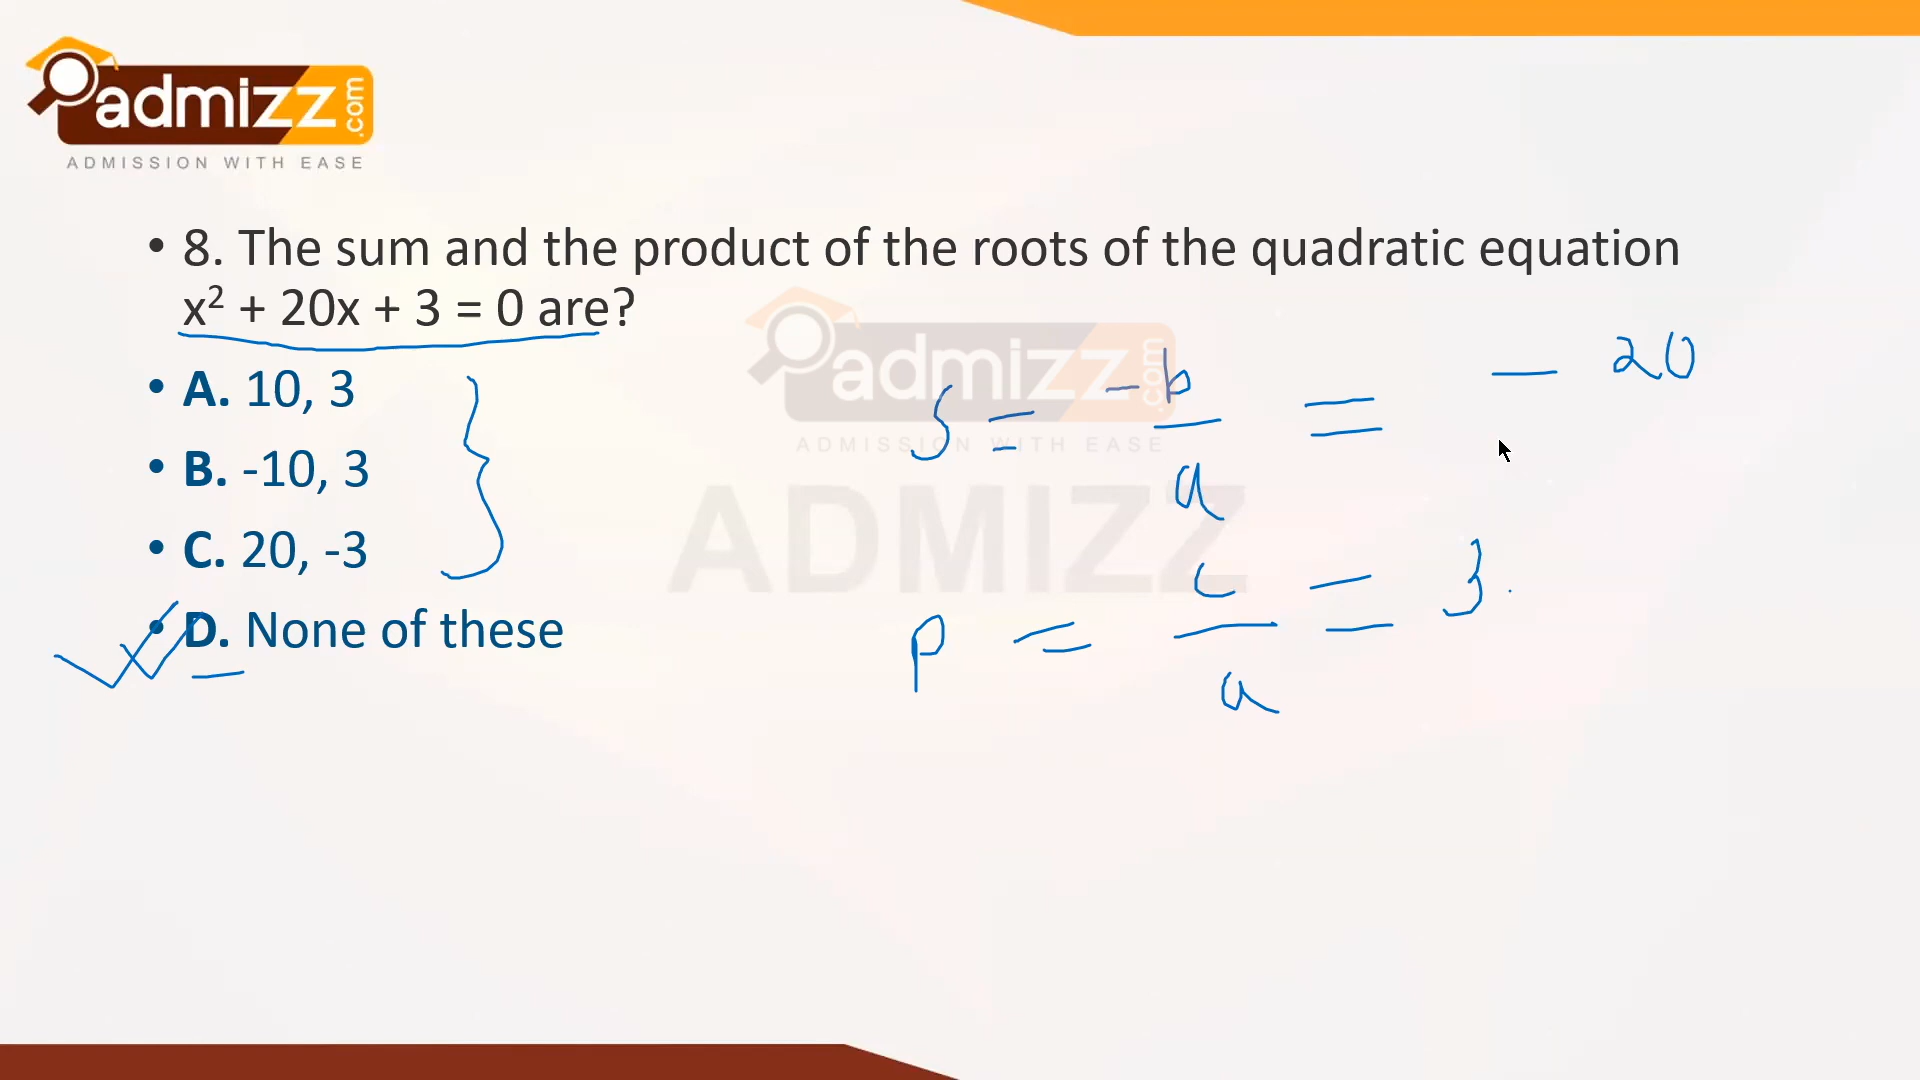 admizz.com
ADMISSION WITH EASE
• 8. The sum and the product of the roots of the quadratic equation
x² + 20x + 3 = 0 are?
• A. 10, 3
• B. -10, 3
• C. 20, -3
• D. None of these
S = -b/a = - 20
P = c/a = 3.
admizz.com
ADMISSION WITH EASE
ADMIZZ